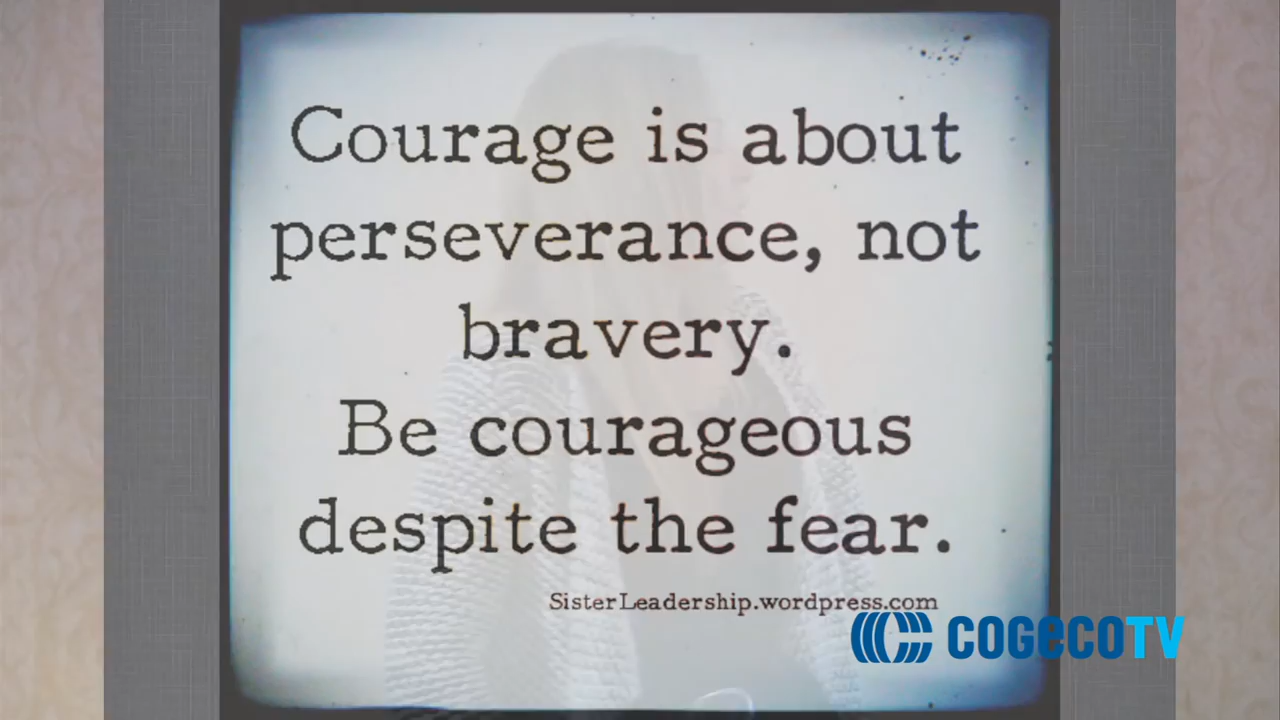 Courage is about
perseverance, not
bravery.
Be courageous
despite the fear.
SisterLeadership.wordpress.com
COGECOTV